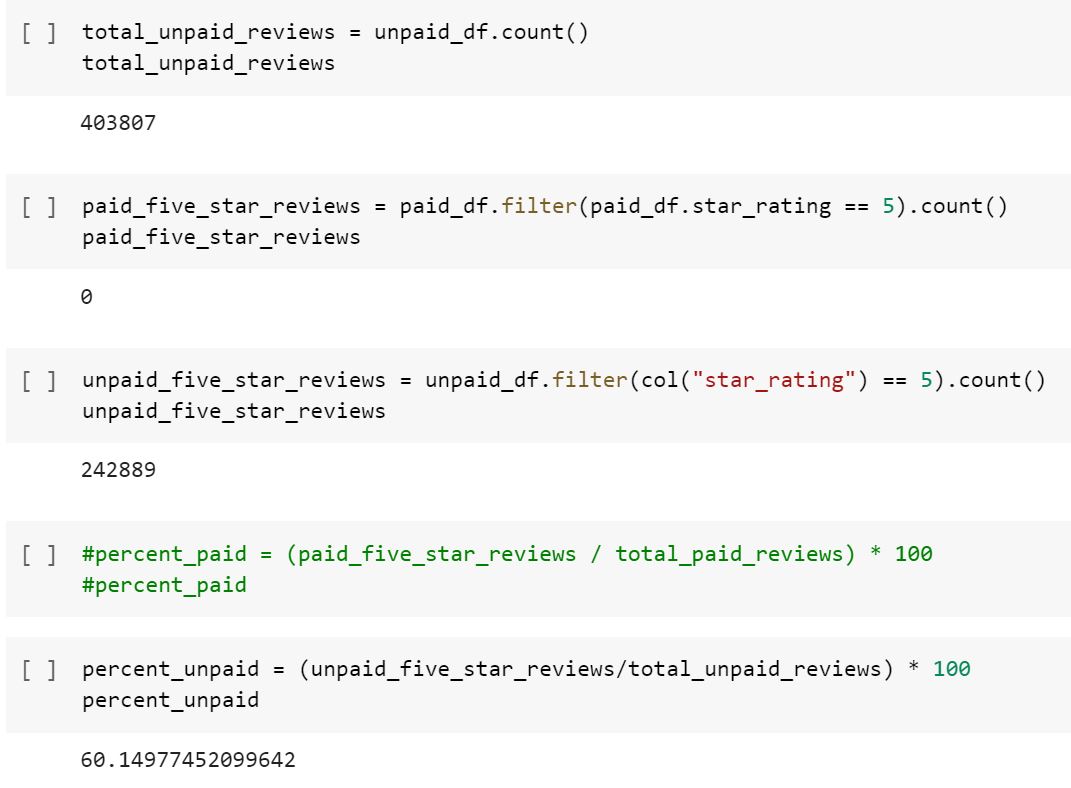 [ ] total_unpaid_reviews = unpaid_df.count()
total_unpaid_reviews
403807
[ ] paid_five_star_reviews = paid_df.filter(paid_df.star_rating == 5).count()
paid_five_star_reviews
0
[ ] unpaid_five_star_reviews = unpaid_df.filter(col("star_rating") == 5).count()
unpaid_five_star_reviews
242889
[ ] #percent_paid = (paid_five_star_reviews / total_paid_reviews) * 100
#percent_paid
[ ] percent_unpaid = (unpaid_five_star_reviews/total_unpaid_reviews) * 100
percent_unpaid
60.14977452099642